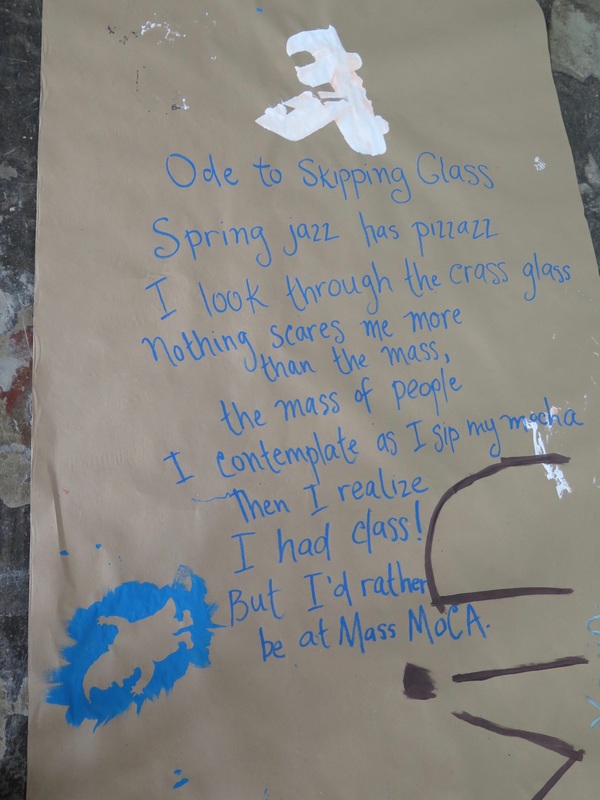 Ode to Skipping Glass
Spring jazz has pizzazz
I look through the crass glass
Nothing scares me more
than the mass,
the mass of people
I contemplate as I sip my mocha
Then I realize
I had class!
But I'd rather
be at Mass MoCA.